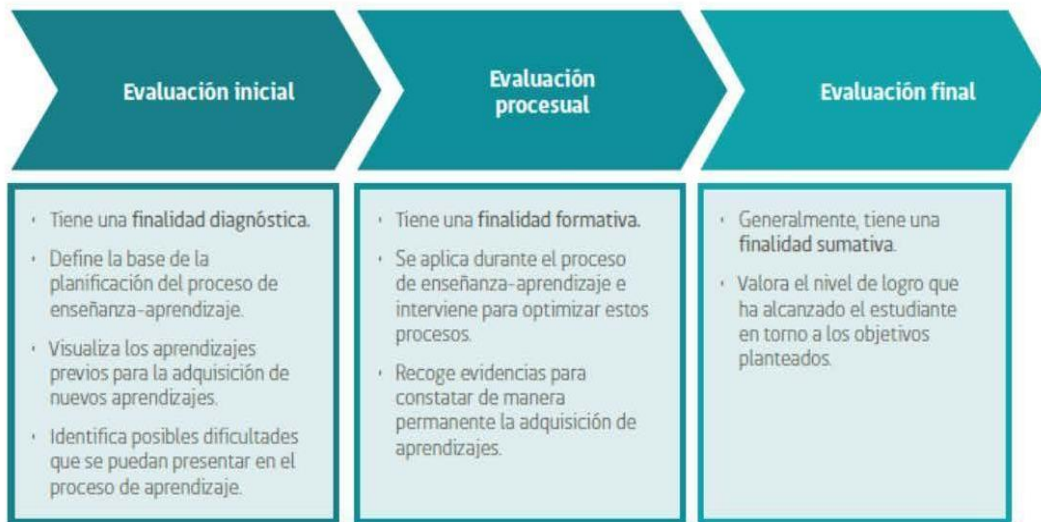 Evaluación inicial
· Tiene una finalidad diagnóstica.
· Define la base de la
planificación del proceso de
enseñanza-aprendizaje.
· Visualiza los aprendizajes
previos para la adquisición de
nuevos aprendizajes.
· Identifica posibles dificultades
que se puedan presentar en el
proceso de aprendizaje.
Evaluación
procesual
· Tiene una finalidad formativa.
· Se aplica durante el proceso
de enseñanza-aprendizaje e
interviene para optimizar estos
procesos.
· Recoge evidencias para
constatar de manera
permanente la adquisición de
aprendizajes.
Evaluación final
· Generalmente, tiene una
finalidad sumativa.
· Valora el nivel de logro que
ha alcanzado el estudiante
en torno a los objetivos
planteados.